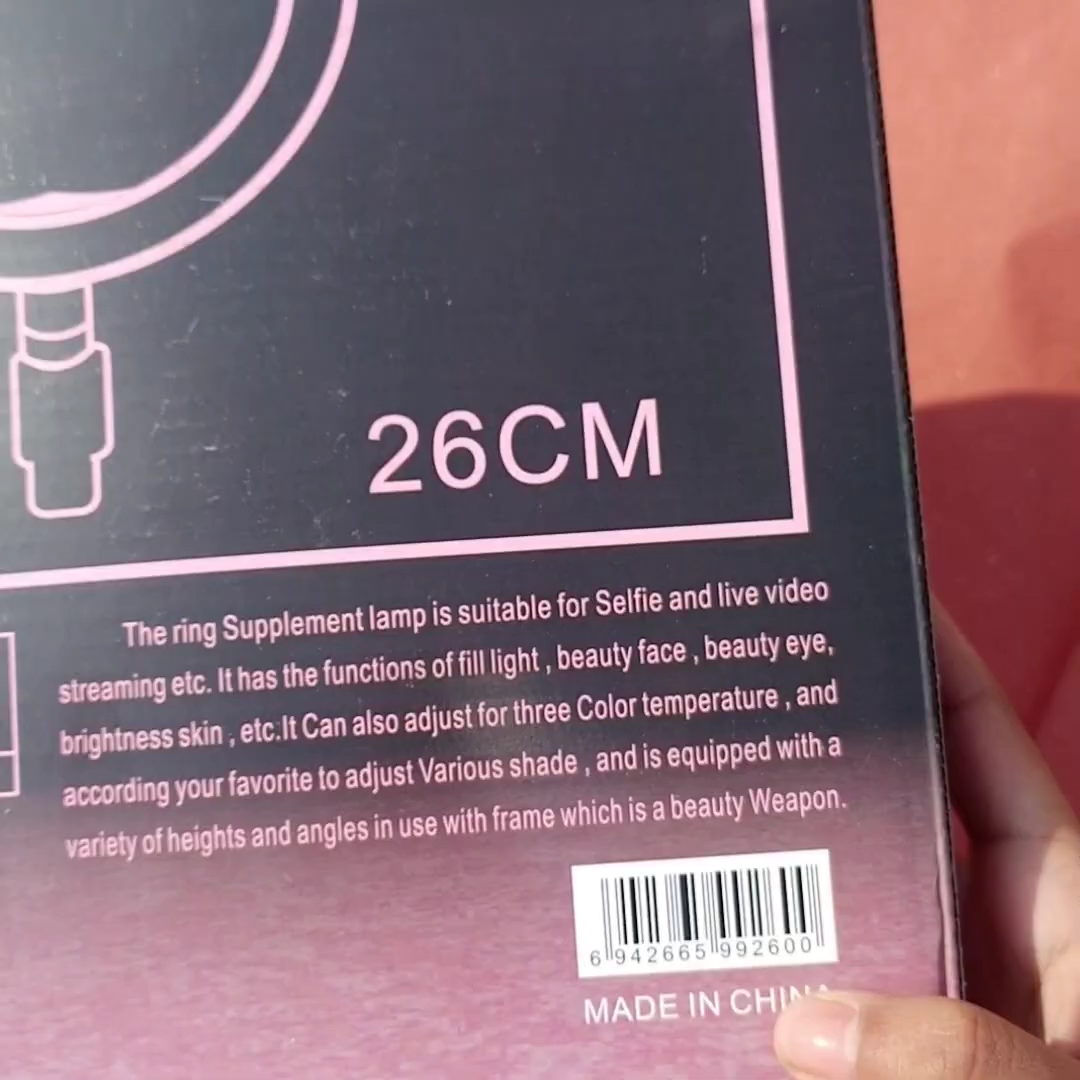 26CM
The ring Supplement lamp is suitable for Selfie and live video
streaming etc. It has the functions of fill light , beauty face , beauty eye,
brightness skin , etc.It Can also adjust for three Color temperature , and
according your favorite to adjust Various shade , and is equipped with a
variety of heights and angles in use with frame which is a beauty Weapon.
6 942665 992600
MADE IN CHINA